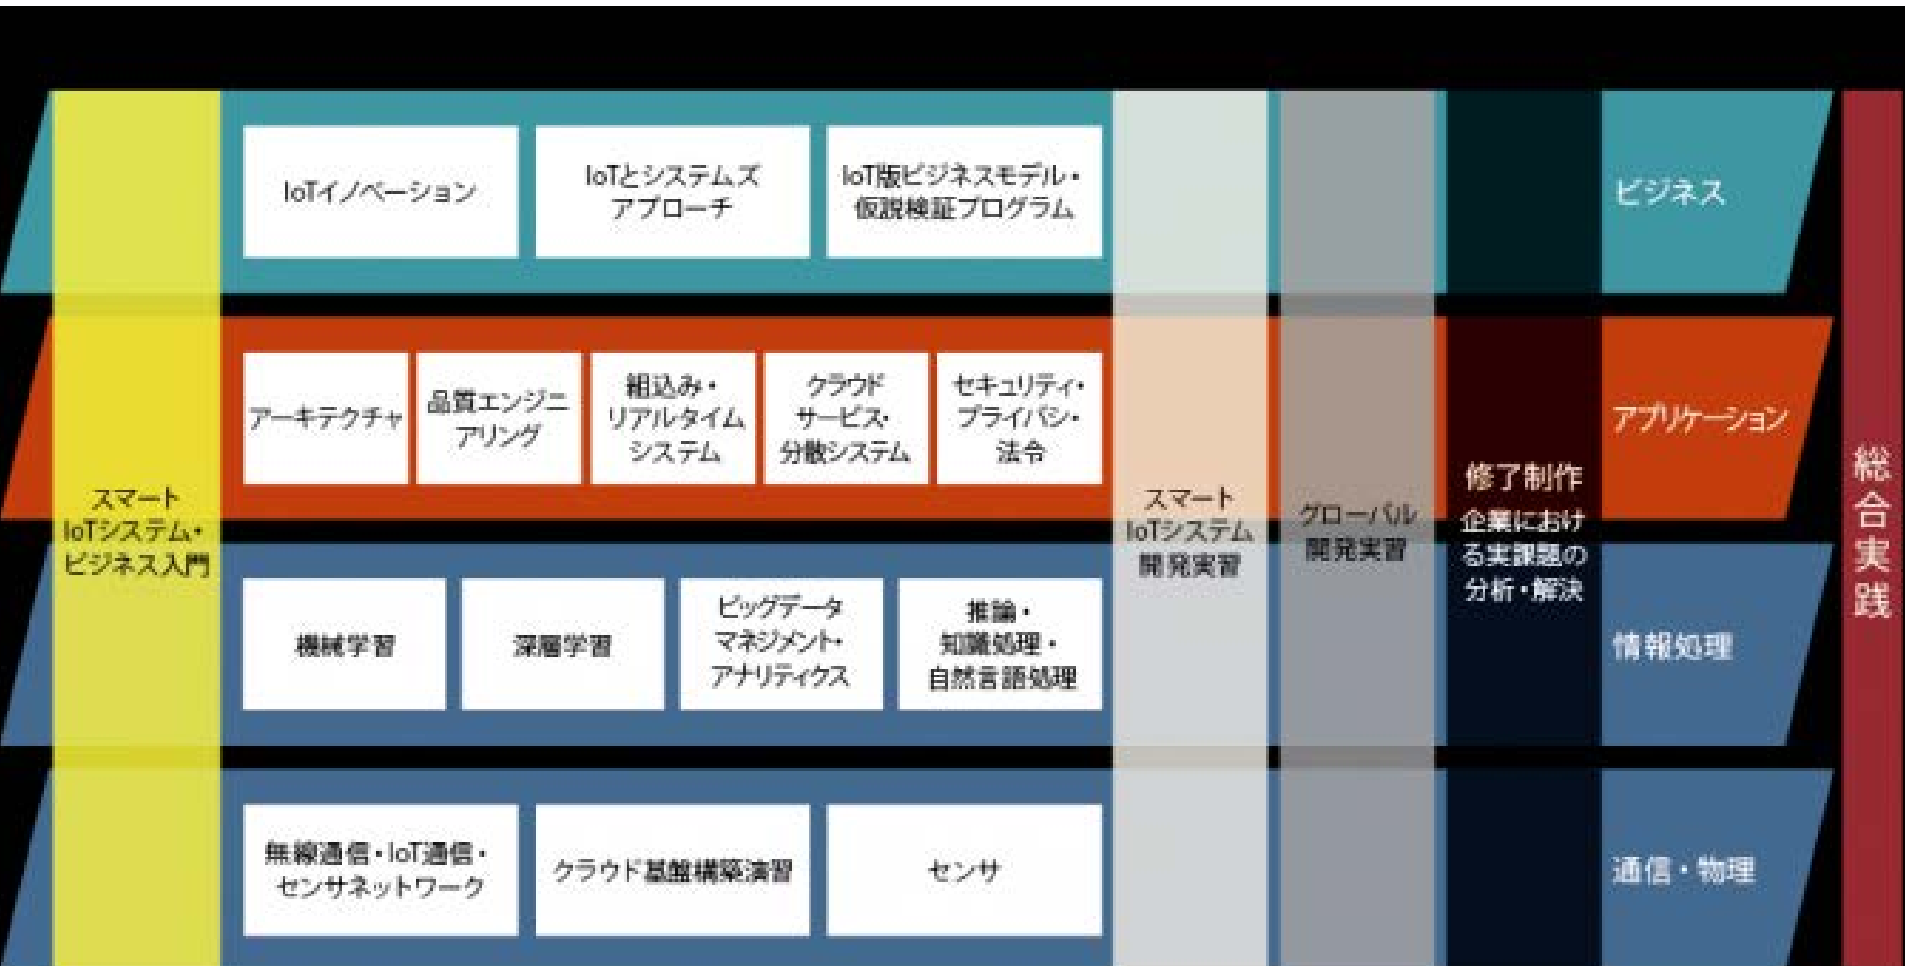 IoTイノベーション
IoTとシステムズ
アプローチ
IoT版ビジネスモデル・
仮説検証プログラム
ビジネス
アーキテクチャ
品質エンジニ
アリング
組込み・
リアルタイム
システム
クラウド
サービス・
分散システム
セキュリティ・
プライバシ・
法令
アプリケーション
スマート
IoTシステム・
ビジネス入門
スマート
IoTシステム
開発実習
グローバル
開発実習
修了制作
企業におけ
る実課題の
分析・解決
総合実践
機械学習
深層学習
ビッグデータ
マネジメント・
アナリティクス
推論・
知識処理・
自然言語処理
情報処理
無線通信・IoT通信・
センサネットワーク
クラウド基盤構築演習
センサ
通信・物理